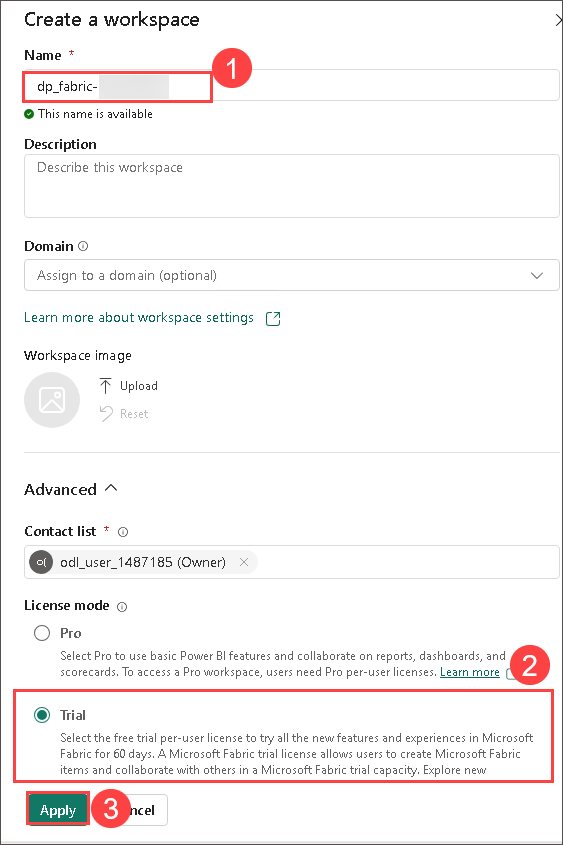 Create a workspace
Name *
1
dp_fabric-
This name is available
Description
Describe this workspace
Domain
Assign to a domain (optional)
Learn more about workspace settings
Workspace image
Upload
Reset
Advanced
Contact list *
o( odl_user_1487185 (Owner)
License mode
Pro
Select Pro to use basic Power BI features and collaborate on reports, dashboards, and
scorecards. To access a Pro workspace, users need Pro per-user licenses. Learn more
2
Trial
Select the free trial per-user license to try all the new features and experiences in Microsoft
Fabric for 60 days. A Microsoft Fabric trial license allows users to create Microsoft Fabric
items and collaborate with others in a Microsoft Fabric trial capacity. Explore new
Apply 3 ncel